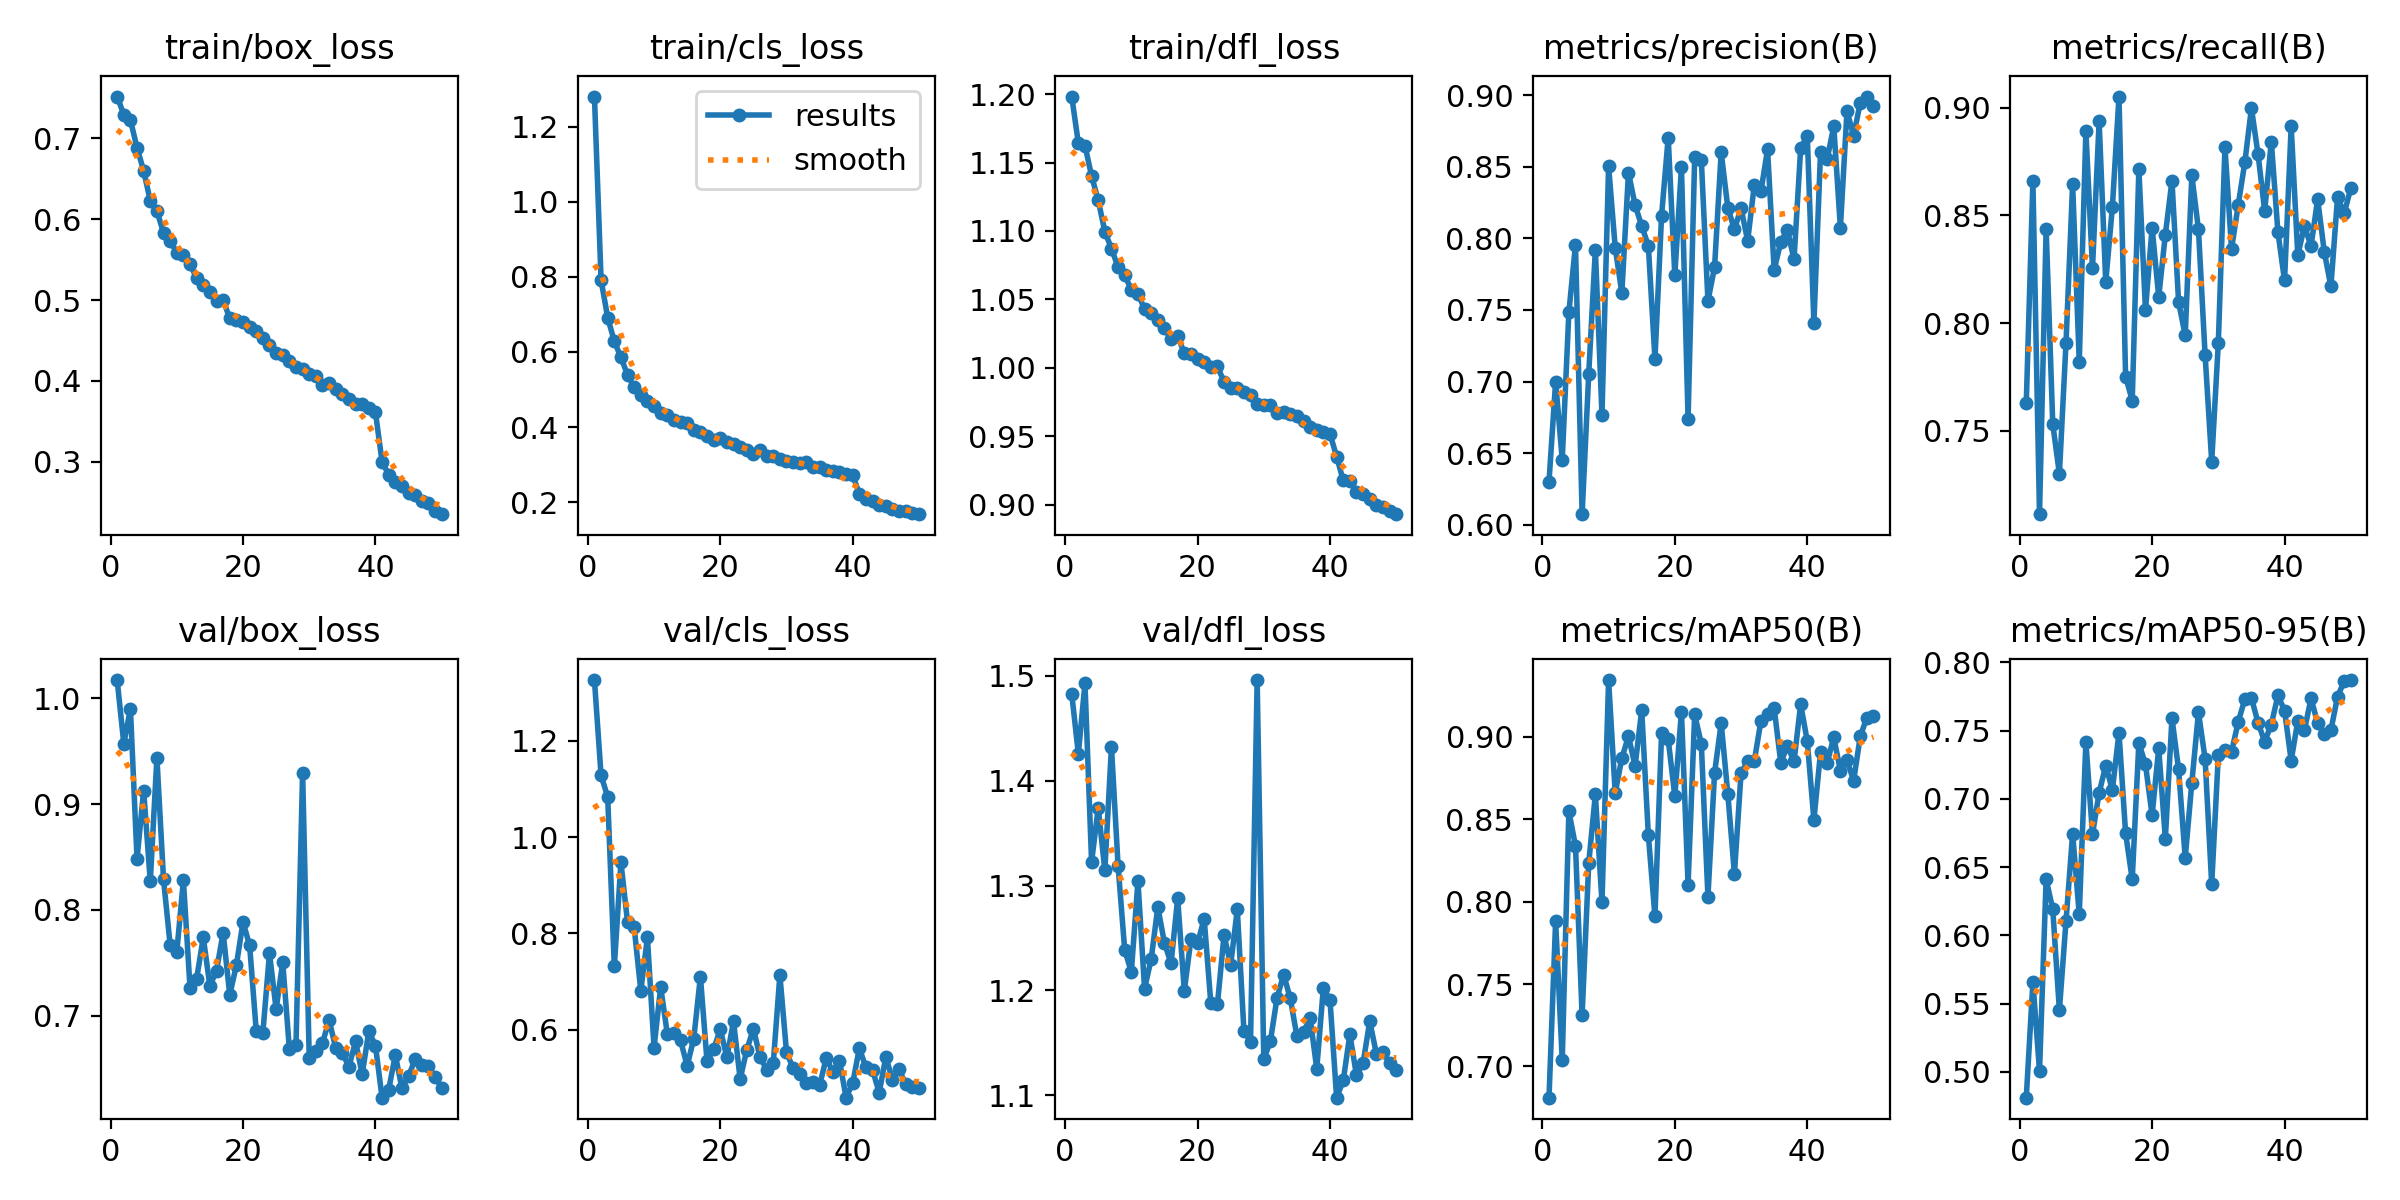 train/box_loss
0.7
0.6
0.5
0.4
0.3
0 20 40
train/cls_loss
results
smooth
1.2
1.0
0.8
0.6
0.4
0.2
0 20 40
train/dfl_loss
1.20
1.15
1.10
1.05
1.00
0.95
0.90
0 20 40
metrics/precision(B)
0.90
0.85
0.80
0.75
0.70
0.65
0.60
0 20 40
metrics/recall(B)
0.90
0.85
0.80
0.75
0 20 40
val/box_loss
1.0
0.9
0.8
0.7
0 20 40
val/cls_loss
1.2
1.0
0.8
0.6
0 20 40
val/dfl_loss
1.5
1.4
1.3
1.2
1.1
0 20 40
metrics/mAP50(B)
0.90
0.85
0.80
0.75
0.70
0 20 40
metrics/mAP50-95(B)
0.80
0.75
0.70
0.65
0.60
0.55
0.50
0 20 40